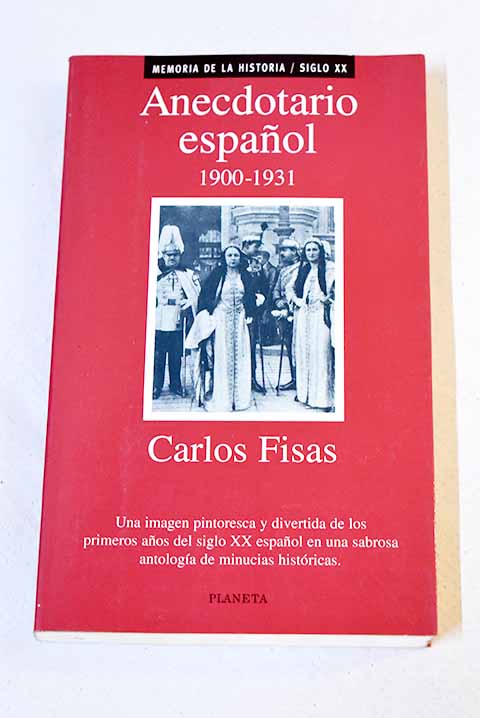 MEMORIA DE LA HISTORIA / SIGLO XX
Anecdotario
español
1900-1931
Carlos Fisas
Una imagen pintoresca y divertida de los
primeros años del siglo XX español en una sabrosa
antología de minucias históricas.
PLANETA